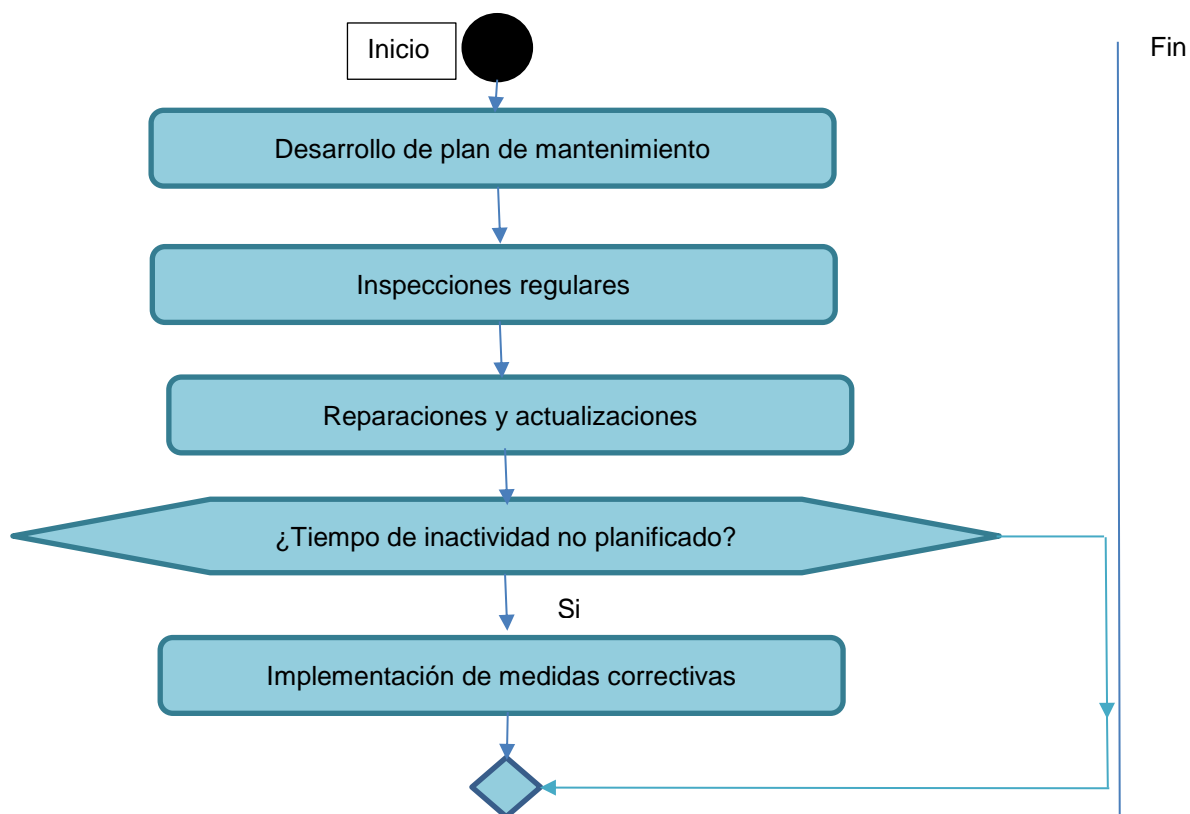 Inicio
Fin
Desarrollo de plan de mantenimiento
Inspecciones regulares
Reparaciones y actualizaciones
¿Tiempo de inactividad no planificado?
Si
Implementación de medidas correctivas